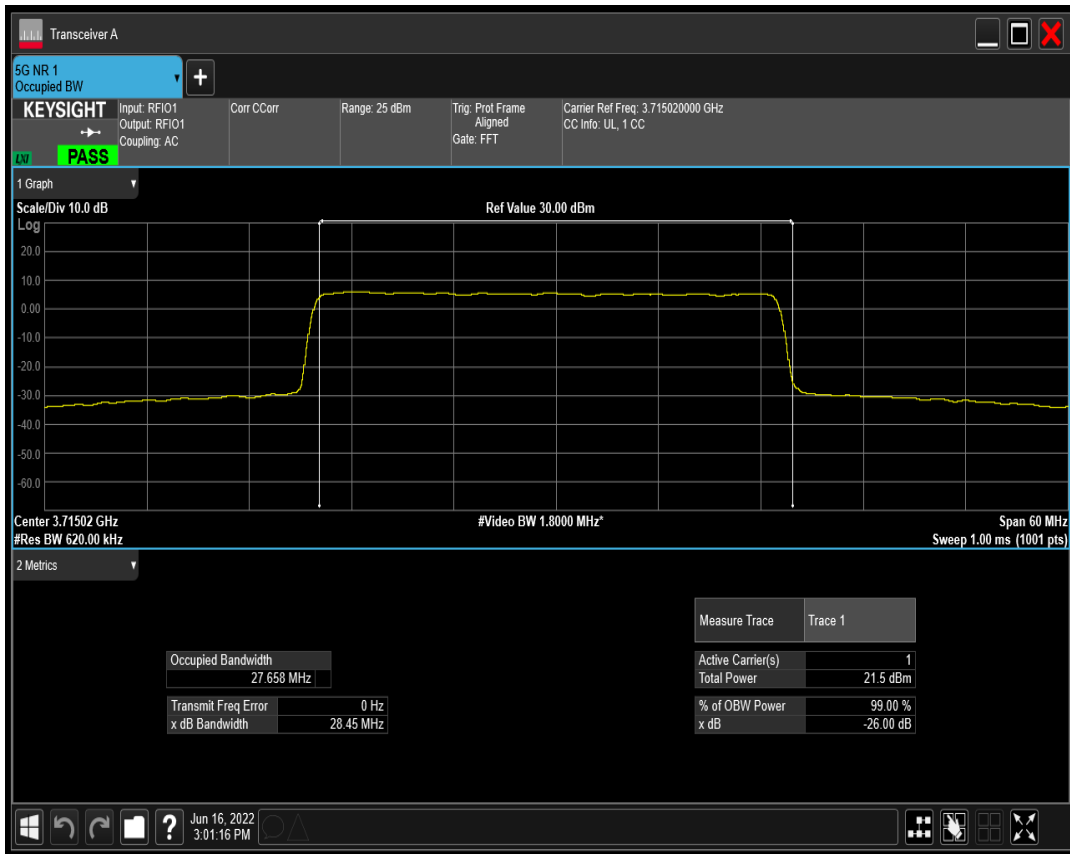 Transceiver A
5G NR 1
Occupied BW
+
KEYSIGHT
Input: RFIO1
Output: RFIO1
Coupling: AC
Corr CCorr
Range: 25 dBm
Trig: Prot Frame
Aligned
Gate: FFT
Carrier Ref Freq: 3.715020000 GHz
CC Info: UL, 1 CC
LXI
PASS
1 Graph
Scale/Div 10.0 dB
Ref Value 30.00 dBm
Log
20.0
10.0
0.00
-10.0
-20.0
-30.0
-40.0
-50.0
-60.0
Center 3.71502 GHz
#Video BW 1.8000 MHz*
Span 60 MHz
#Res BW 620.00 kHz
Sweep 1.00 ms (1001 pts)
2 Metrics
Measure Trace Trace 1
Occupied Bandwidth
27.658 MHz
Active Carrier(s) 1
Total Power 21.5 dBm
Transmit Freq Error 0 Hz
x dB Bandwidth 28.45 MHz
% of OBW Power 99.00 %
x dB -26.00 dB
?
Jun 16, 2022
3:01:16 PM